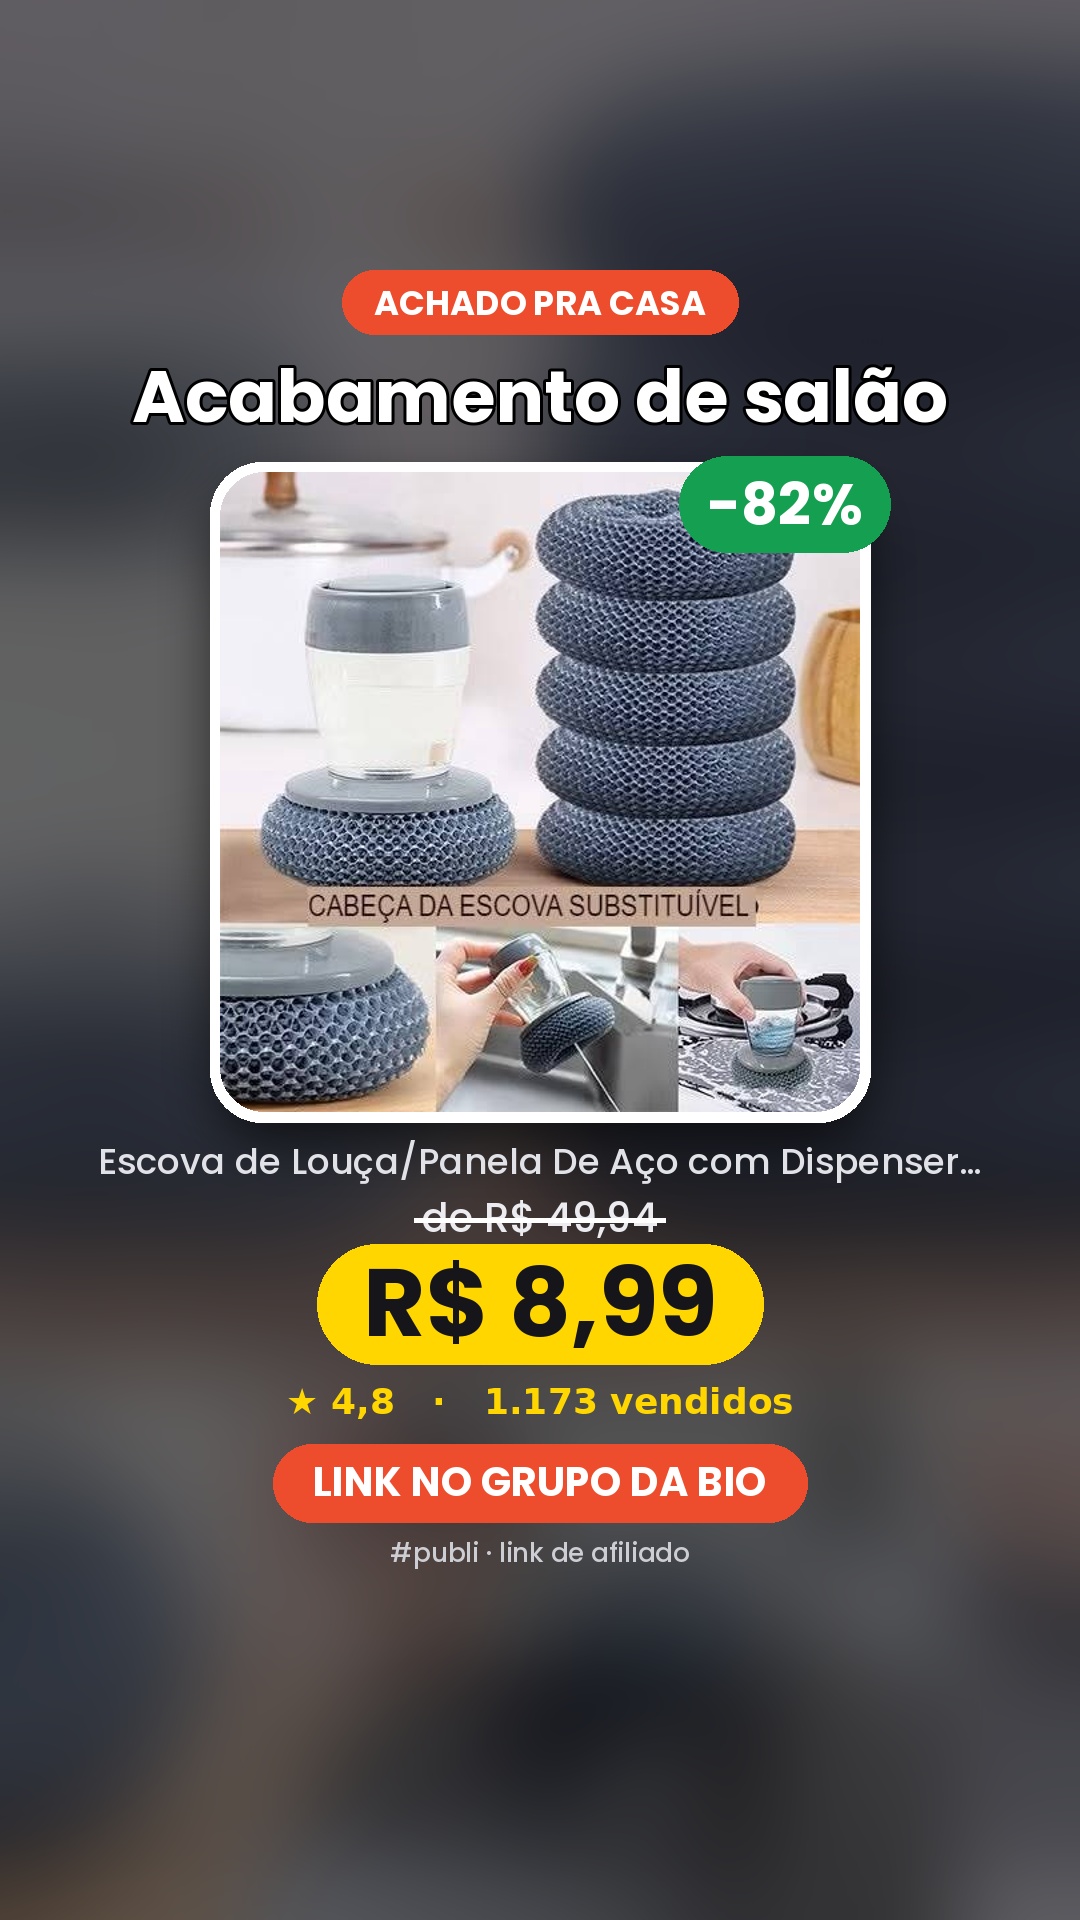 ACHADO PRA CASA
Acabamento de salão
-82%
CABEÇA DA ESCOVA SUBSTITUÍVEL
Escova de Louça/Panela De Aço com Dispenser...
de R$ 49,94
R$ 8,99
★ 4,8 · 1.173 vendidos
LINK NO GRUPO DA BIO
#publi · link de afiliado